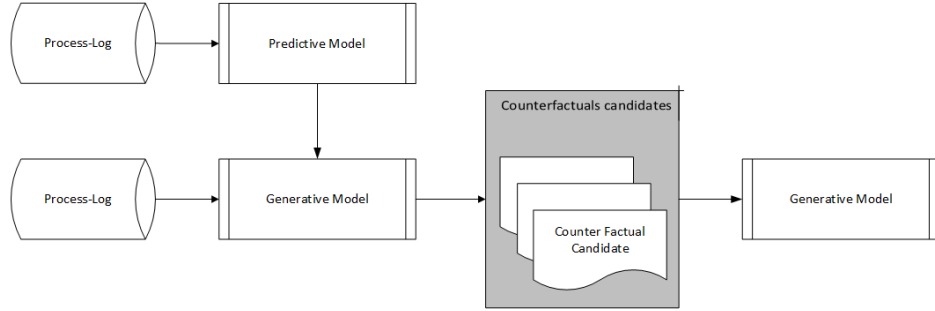 Process-Log
Predictive Model
Counterfactuals candidates
Process-Log
Generative Model
Generative Model
Counter Factual
Candidate